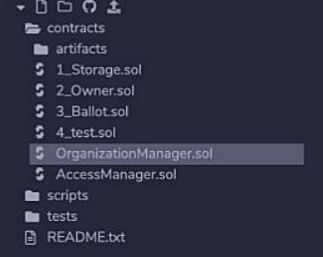 contracts
artifacts
1_Storage.sol
2_Owner.sol
3_Ballot.sol
4_test.sol
OrganizationManager.sol
AccessManager.sol
scripts
tests
README.txt